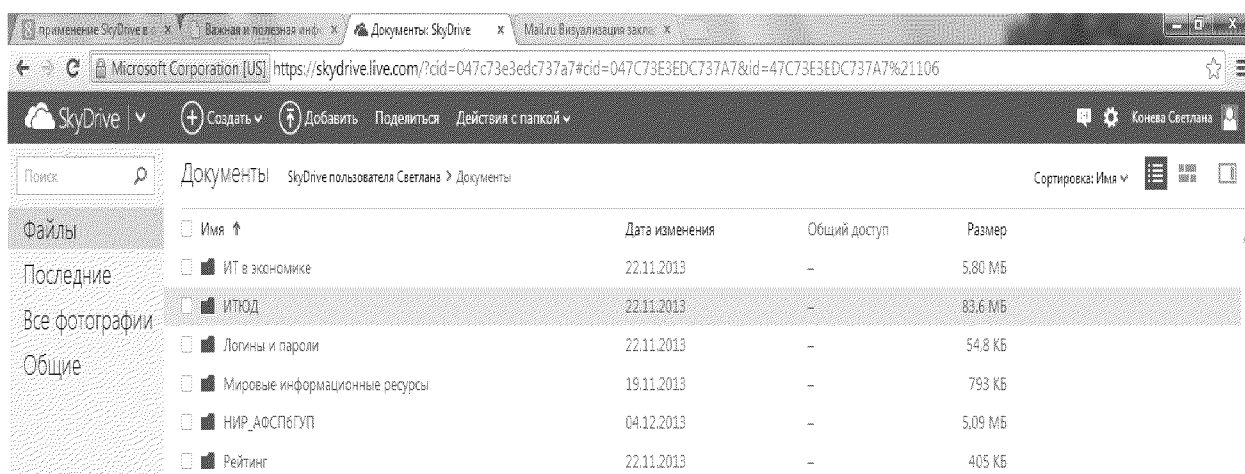 применение SkyDrive в о x Важная и полезная инфо x Документы: SkyDrive x Mail.ru Визуализация закла x
Microsoft Corporation [US] https://skydrive.live.com/?cid=047c73e3edc737a7#cid=047C73E3EDC737A7&id=47C73E3EDC737A7%21106
SkyDrive Создать Добавить Поделиться Действия с папкой Конева Светлана
Поиск Документы SkyDrive пользователя Светлана > Документы Сортировка: Имя
Файлы Имя Дата изменения Общий доступ Размер
ИТ в экономике 22.11.2013 – 5,80 МБ
Последние
ИТЮД 22.11.2013 – 83,6 МБ
Все фотографии
Логины и пароли 22.11.2013 – 54,8 КБ
Общие
Мировые информационные ресурсы 19.11.2013 – 793 КБ
НИР_АФСПбГУП 04.12.2013 – 5,09 МБ
Рейтинг 22.11.2013 – 405 КБ